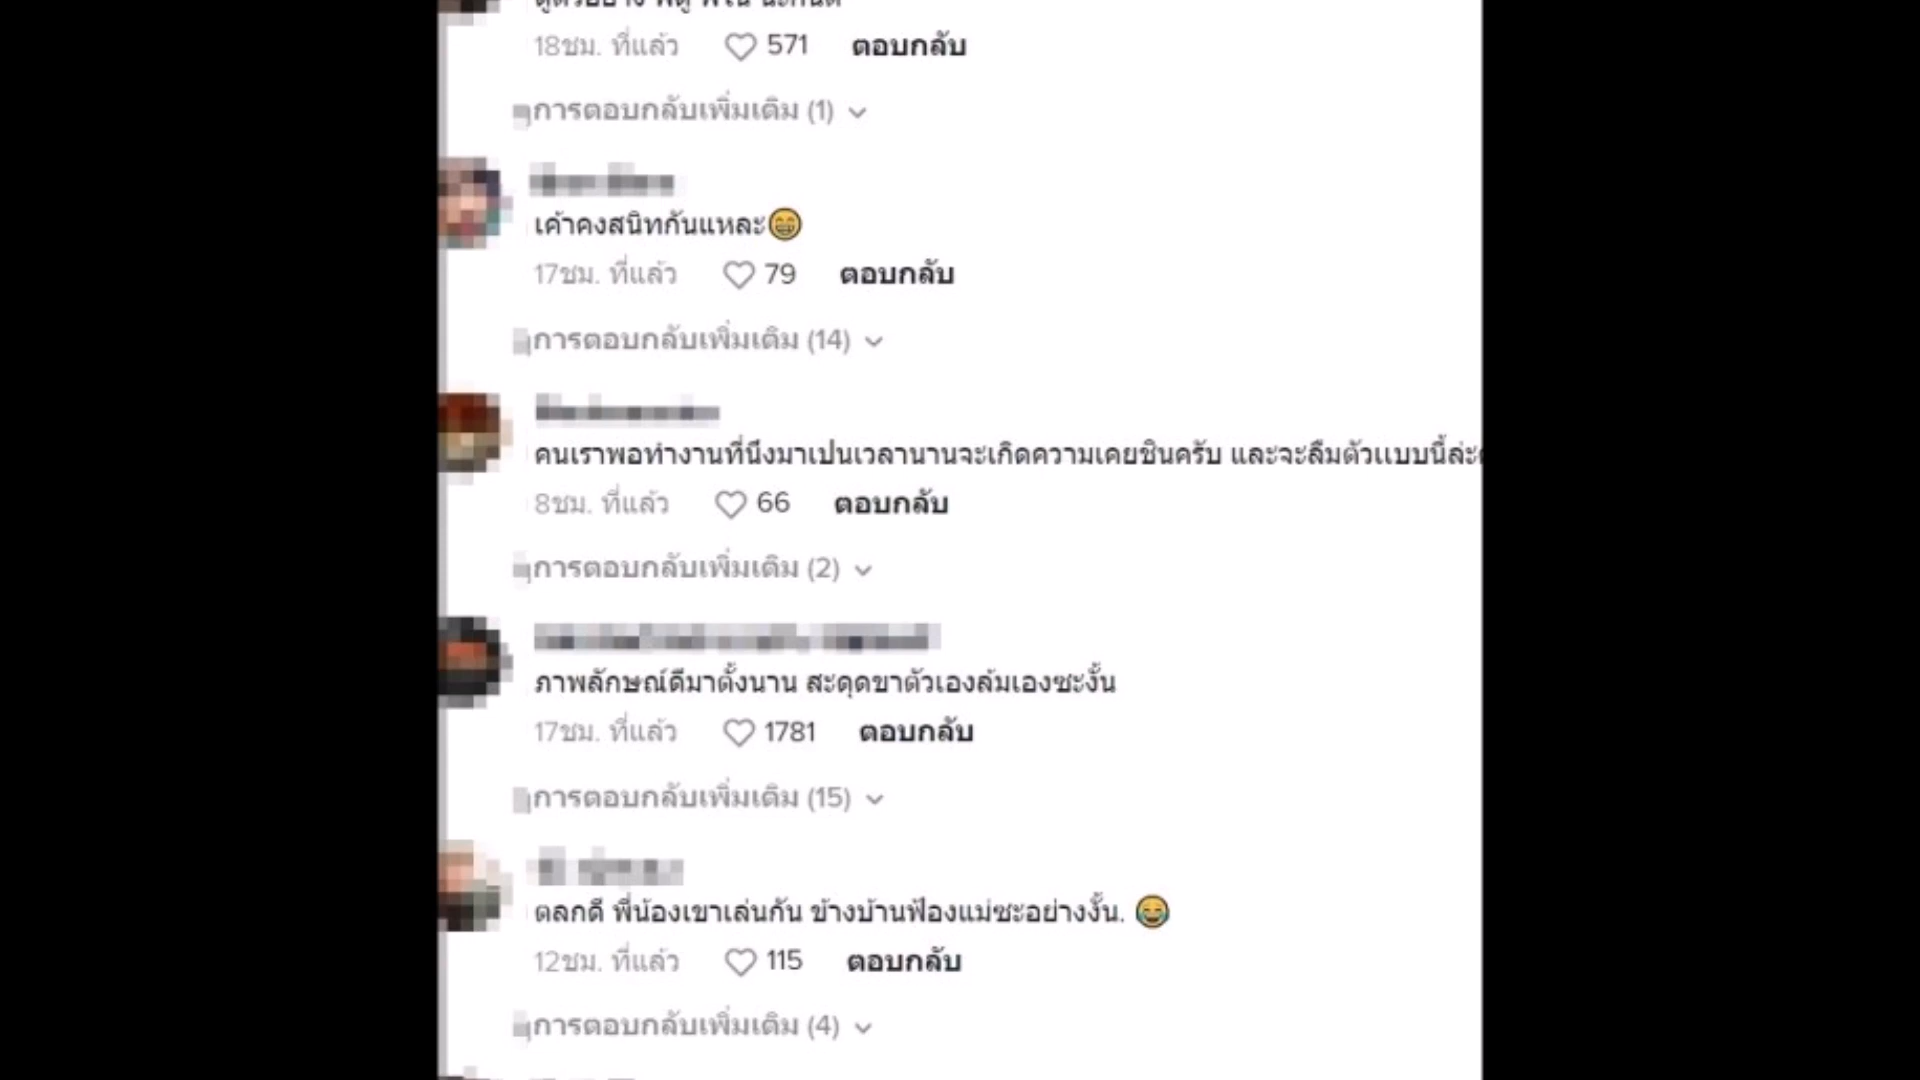 18ชม. ที่แล้ว 571 ตอบกลับ
การตอบกลับเพิ่มเติม (1)
เค้าคงสนิทกันแหละ😁
17ชม. ที่แล้ว 79 ตอบกลับ
การตอบกลับเพิ่มเติม (14)
คนเราพอทำงานที่นึงมาเปนเวลานานจะเกิดความเคยชินครับ และจะลืมตัวแบบนี้ล่ะ
8ชม. ที่แล้ว 66 ตอบกลับ
การตอบกลับเพิ่มเติม (2)
ภาพลักษณ์ดีมาตั้งนาน สะดุดขาตัวเองล้มเองซะงั้น
17ชม. ที่แล้ว 1781 ตอบกลับ
การตอบกลับเพิ่มเติม (15)
ตลกดี พี่น้องเขาเล่นกัน ข้างบ้านฟ้องแม่ซะอย่างงั้น. 😂
12ชม. ที่แล้ว 115 ตอบกลับ
การตอบกลับเพิ่มเติม (4)